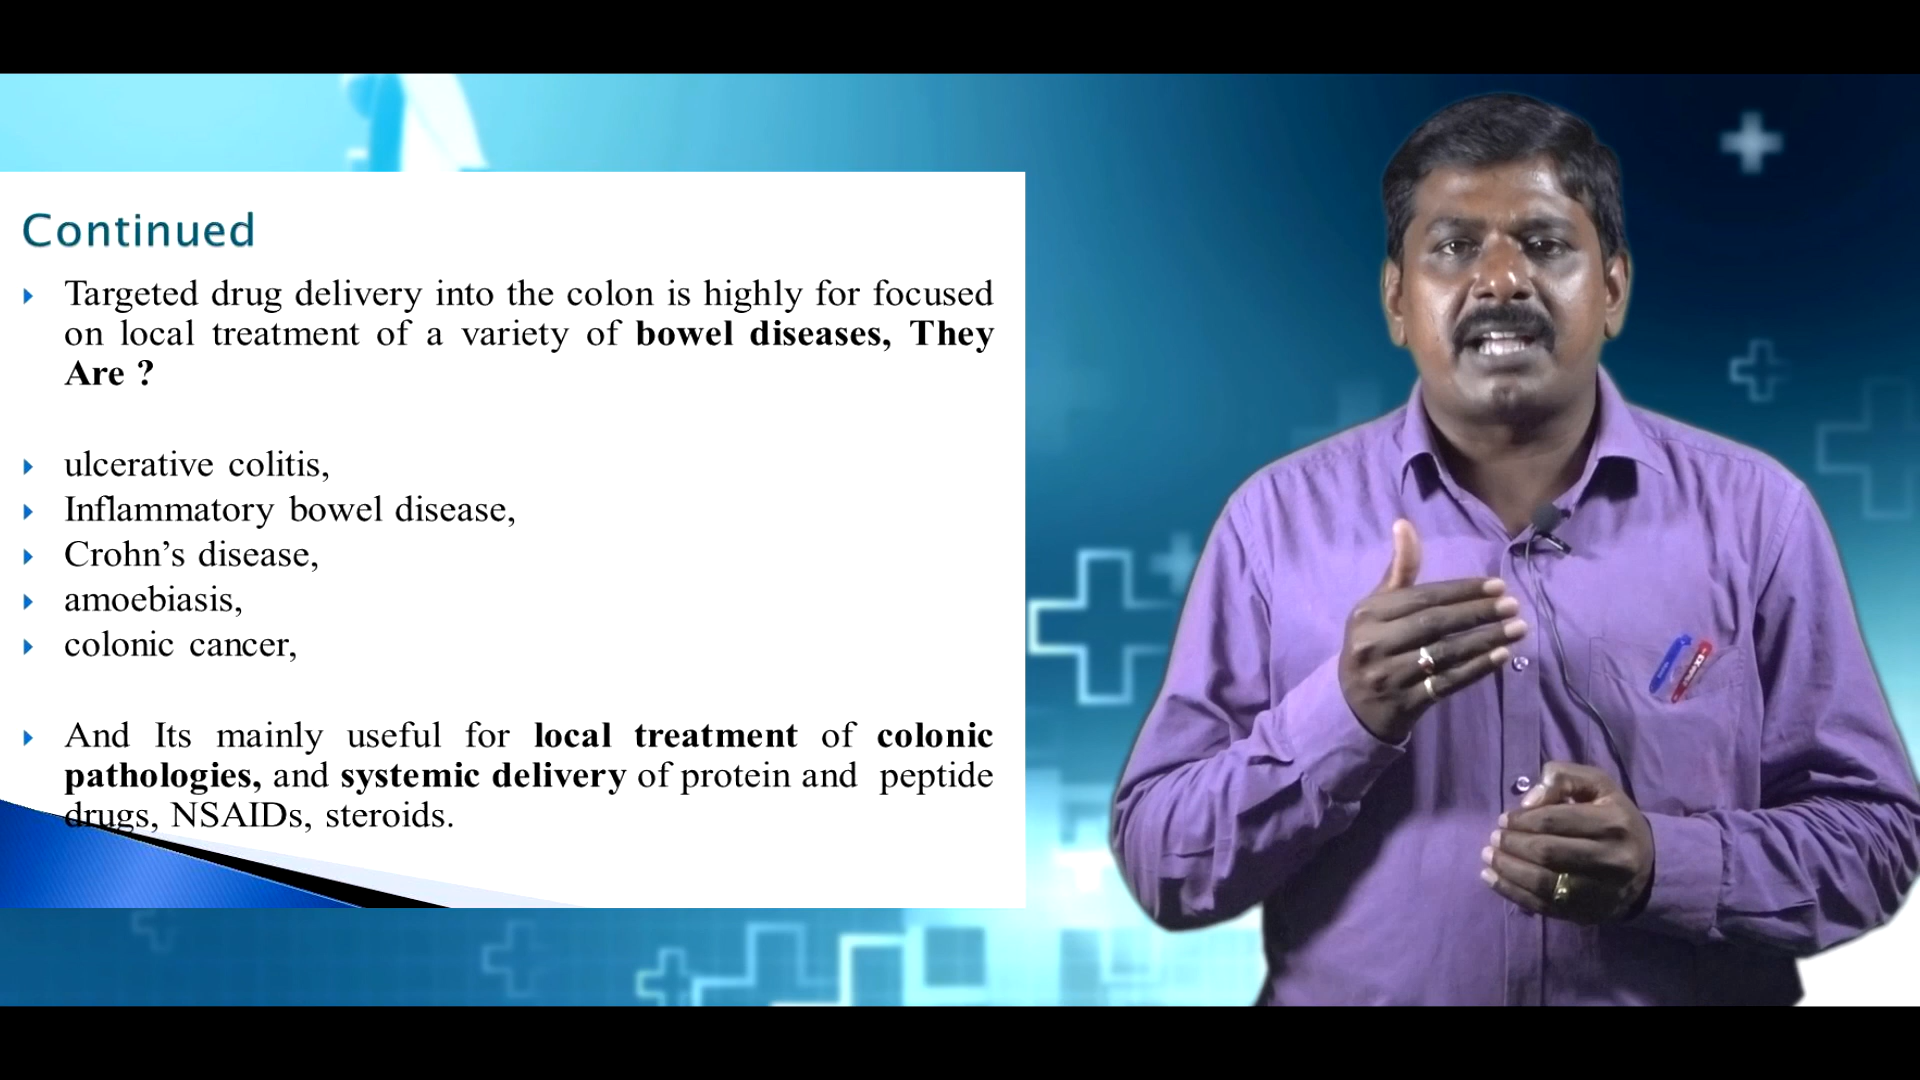 Continued
Targeted drug delivery into the colon is highly for focused
on local treatment of a variety of bowel diseases, They
Are ?
ulcerative colitis,
Inflammatory bowel disease,
Crohn’s disease,
amoebiasis,
colonic cancer,
And Its mainly useful for local treatment of colonic
pathologies, and systemic delivery of protein and peptide
drugs, NSAIDs, steroids.